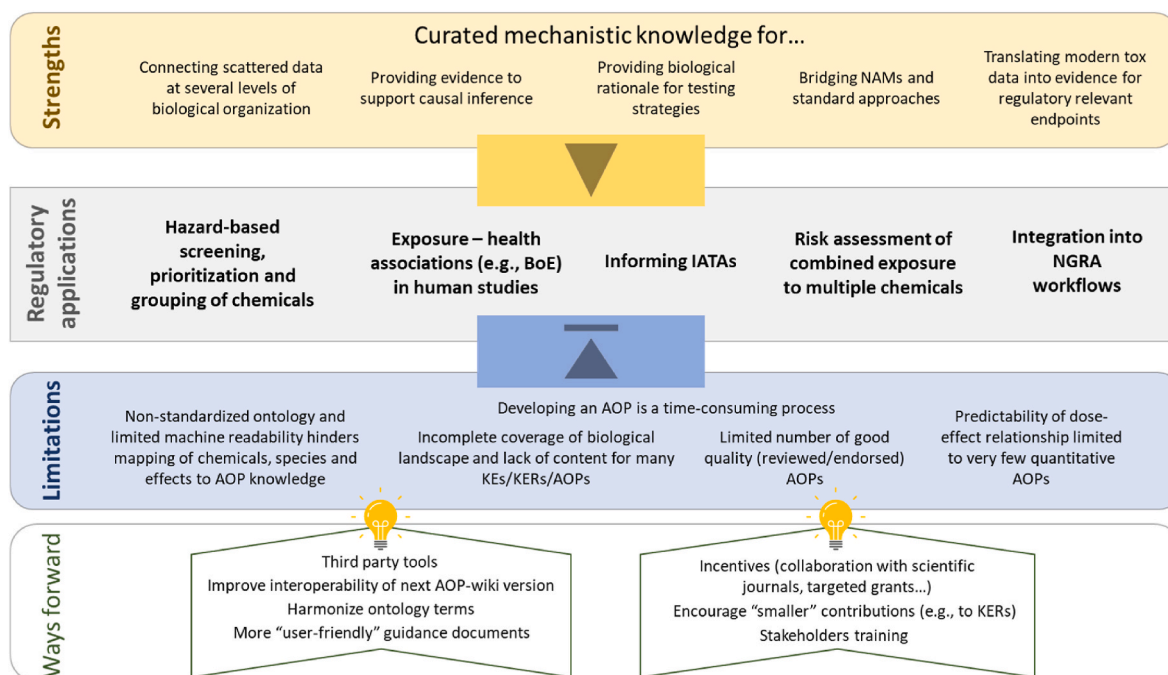 Strengths
Curated mechanistic knowledge for...
Connecting scattered data
at several levels of
biological organization
Providing evidence to
support causal inference
Providing biological
rationale for testing
strategies
Bridging NAMs and
standard approaches
Translating modern tox
data into evidence for
regulatory relevant
endpoints
Regulatory
applications
Hazard-based
screening,
prioritization and
grouping of chemicals
Exposure – health
associations (e.g., BoE)
in human studies
Informing IATAs
Risk assessment of
combined exposure
to multiple chemicals
Integration into
NGRA
workflows
Limitations
Non-standardized ontology and
limited machine readability hinders
mapping of chemicals, species and
effects to AOP knowledge
Developing an AOP is a time-consuming process
Incomplete coverage of biological
landscape and lack of content for many
KEs/KERs/AOPs
Limited number of good
quality (reviewed/endorsed)
AOPs
Predictability of dose-
effect relationship limited
to very few quantitative
AOPs
Ways forward
Third party tools
Improve interoperability of next AOP-wiki version
Harmonize ontology terms
More “user-friendly” guidance documents
Incentives (collaboration with scientific
journals, targeted grants...)
Encourage “smaller” contributions (e.g., to KERs)
Stakeholders training